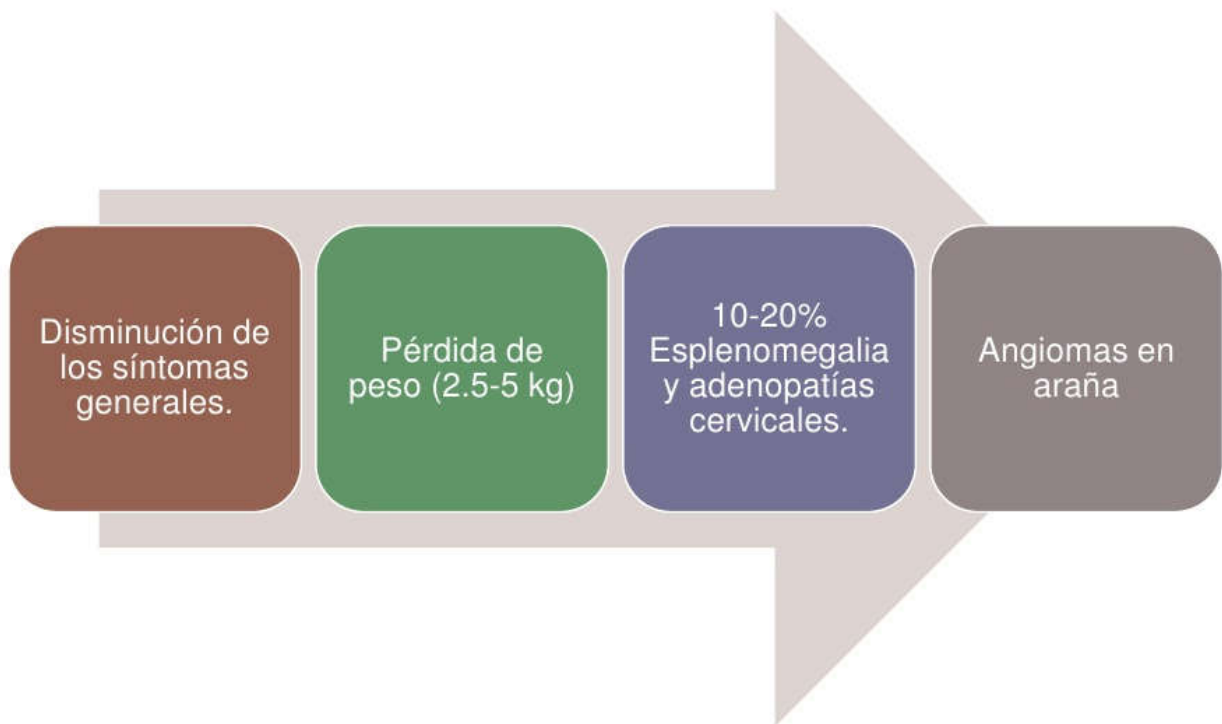 Disminución de
los síntomas
generales.
Pérdida de
peso (2.5-5 kg)
10-20%
Esplenomegalia
y adenopatías
cervicales.
Angiomas en
araña